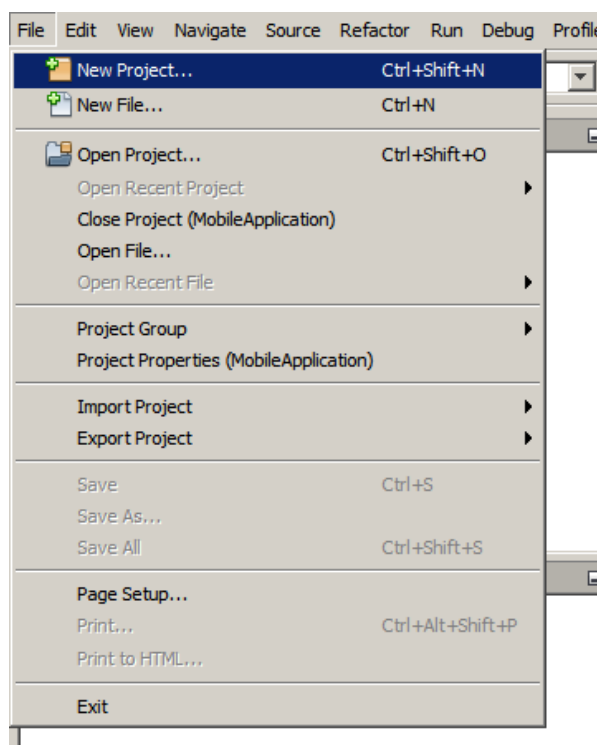 File Edit View Navigate Source Refactor Run Debug Profile
New Project... Ctrl+Shift+N
New File... Ctrl+N
Open Project... Ctrl+Shift+O
Open Recent Project
Close Project (MobileApplication)
Open File...
Open Recent File
Project Group
Project Properties (MobileApplication)
Import Project
Export Project
Save Ctrl+S
Save As...
Save All Ctrl+Shift+S
Page Setup...
Print... Ctrl+Alt+Shift+P
Print to HTML...
Exit